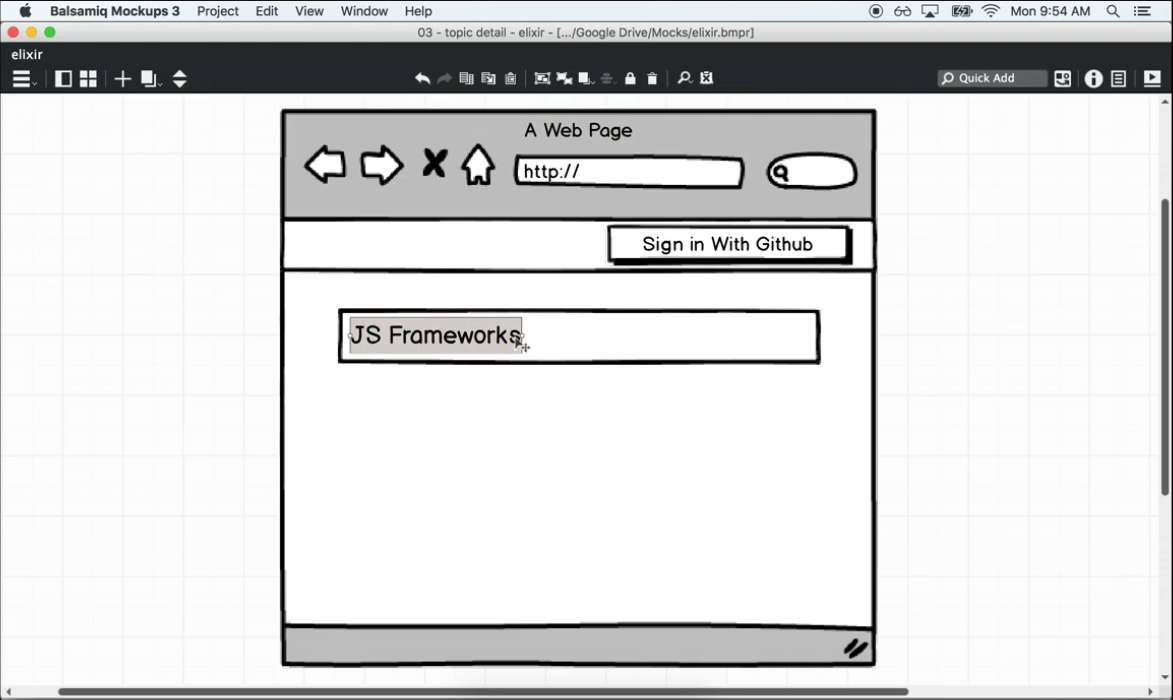 Balsamiq Mockups 3 Project Edit View Window Help Mon 9:54 AM
03 - topic detail - elixir - [.../Google Drive/Mocks/elixir.bmpr]
elixir
Quick Add
A Web Page
http://
Sign in With Github
JS Frameworks